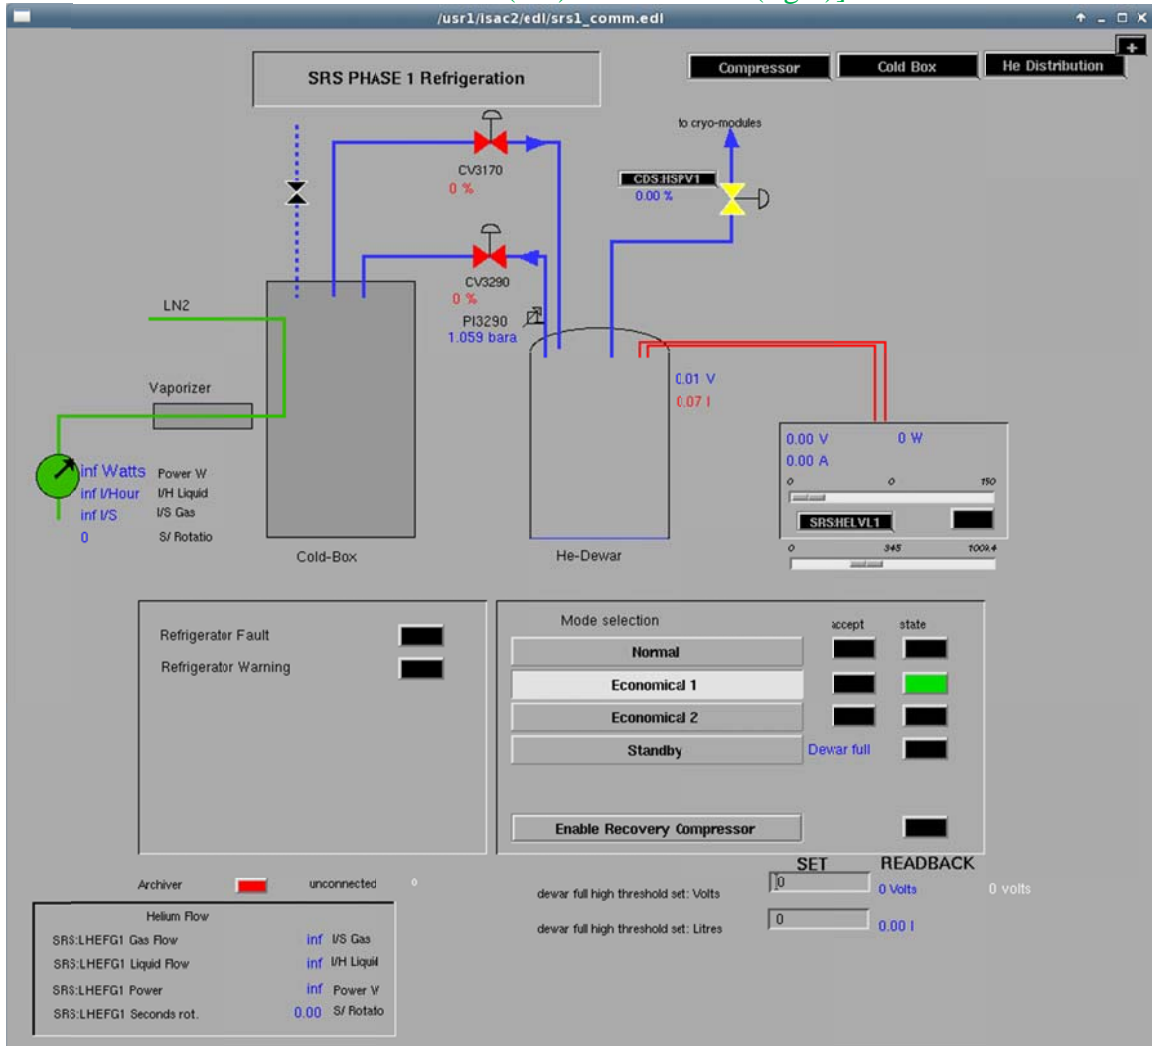 /usr1/isac2/edl/srs1_comm.edl
SRS PHASE 1 Refrigeration
Compressor
Cold Box
He Distribution
to cryo-modules
CV3170
0 %
CDS:HSPV1
0.00 %
CV3290
0 %
LN2
PI3290
1.059 bara
0.01 V
0.07 l
Vaporizer
0.00 V 0 W
0.00 A
0 0 150
SRS:HELVL1
0 345 1009.4
inf Watts Power W
inf l/Hour l/H Liquid
inf l/S l/S Gas
0 S/ Rotatio
Cold-Box
He-Dewar
Refrigerator Fault
Refrigerator Warning
Mode selection accept state
Normal
Economical 1
Economical 2
Standby Dewar full
Enable Recovery Compressor
SET READBACK
Archiver unconnected 0
dewar full high threshold set: Volts 0 0 Volts 0 volts
dewar full high threshold set: Litres 0 0.00 l
Helium Flow
SRS:LHEFG1 Gas Flow inf l/S Gas
SRS:LHEFG1 Liquid Flow inf l/H Liquid
SRS:LHEFG1 Power inf Power W
SRS:LHEFG1 Seconds rot. 0.00 S/ Rotatio